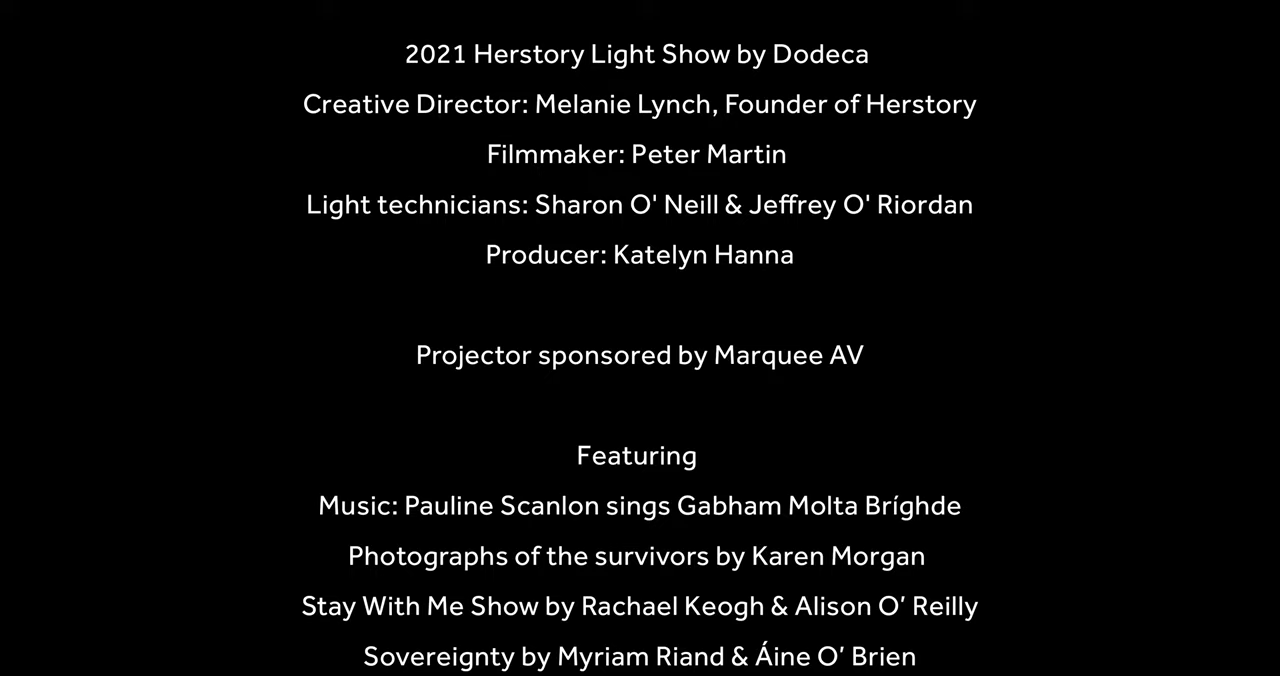 2021 Herstory Light Show by Dodeca
Creative Director: Melanie Lynch, Founder of Herstory
Filmmaker: Peter Martin
Light technicians: Sharon O' Neill & Jeffrey O' Riordan
Producer: Katelyn Hanna
Projector sponsored by Marquee AV
Featuring
Music: Pauline Scanlon sings Gabham Molta Bríghde
Photographs of the survivors by Karen Morgan
Stay With Me Show by Rachael Keogh & Alison O’ Reilly
Sovereignty by Myriam Riand & Áine O’ Brien